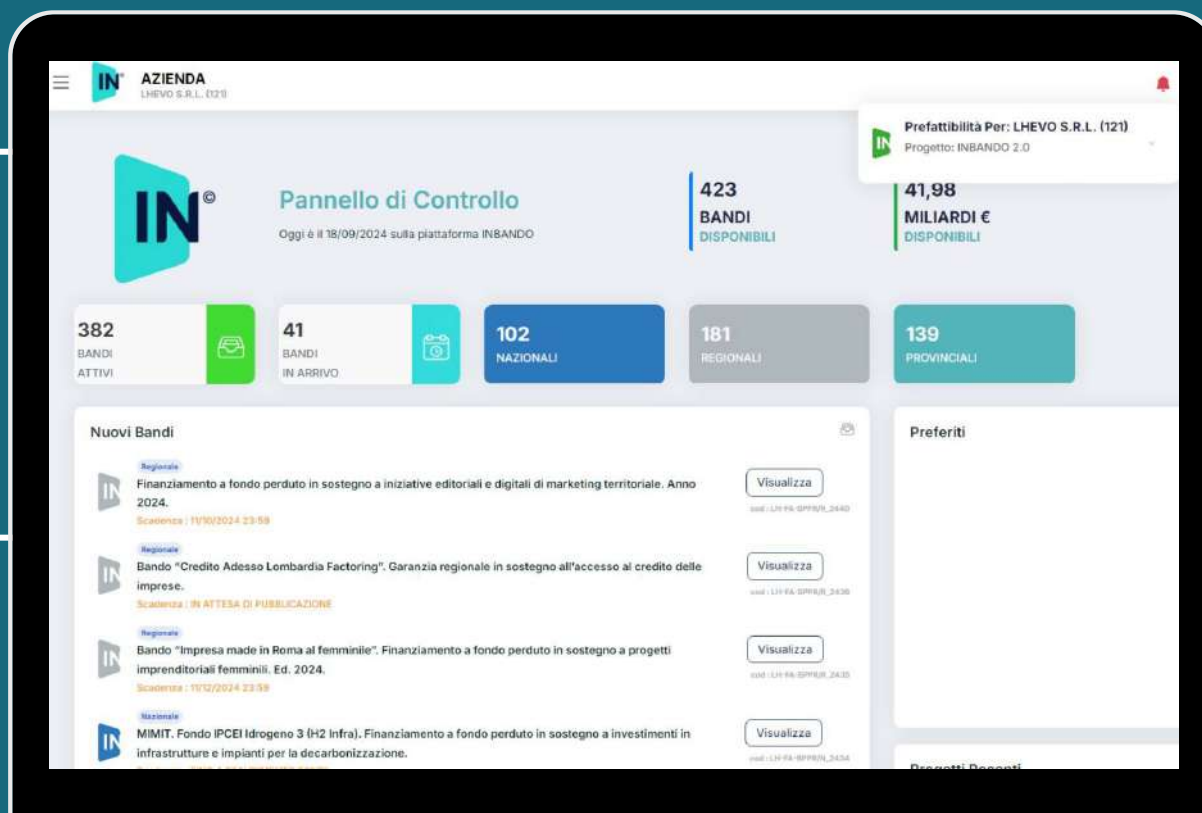 IN
AZIENDA
LHEVO S.R.L. (121)
Prefattibilità Per: LHEVO S.R.L. (121)
Progetto: INBANDO 2.0
IN
IN©
Pannello di Controllo
Oggi è il 18/09/2024 sulla piattaforma INBANDO
423
BANDI
DISPONIBILI
41,98
MILIARDI €
DISPONIBILI
382
BANDI
ATTIVI
41
BANDI
IN ARRIVO
102
NAZIONALI
181
REGIONALI
139
PROVINCIALI
Nuovi Bandi
Preferiti
Regionale
IN
Finanziamento a fondo perduto in sostegno a iniziative editoriali e digitali di marketing territoriale. Anno
2024.
Scadenza : 11/10/2024 23:59
Visualizza
Regionale
IN
Bando "Credito Adesso Lombardia Factoring". Garanzia regionale in sostegno all'accesso al credito delle
imprese.
Scadenza : IN ATTESA DI PUBBLICAZIONE
Visualizza
Regionale
IN
Bando "Impresa made in Roma al femminile". Finanziamento a fondo perduto in sostegno a progetti
imprenditoriali femminili. Ed. 2024.
Scadenza : 11/12/2024 23:59
Visualizza
Nazionale
IN
MIMIT. Fondo IPCEI Idrogeno 3 (H2 Infra). Finanziamento a fondo perduto in sostegno a investimenti in
infrastrutture e impianti per la decarbonizzazione.
Visualizza
Progetti Recenti